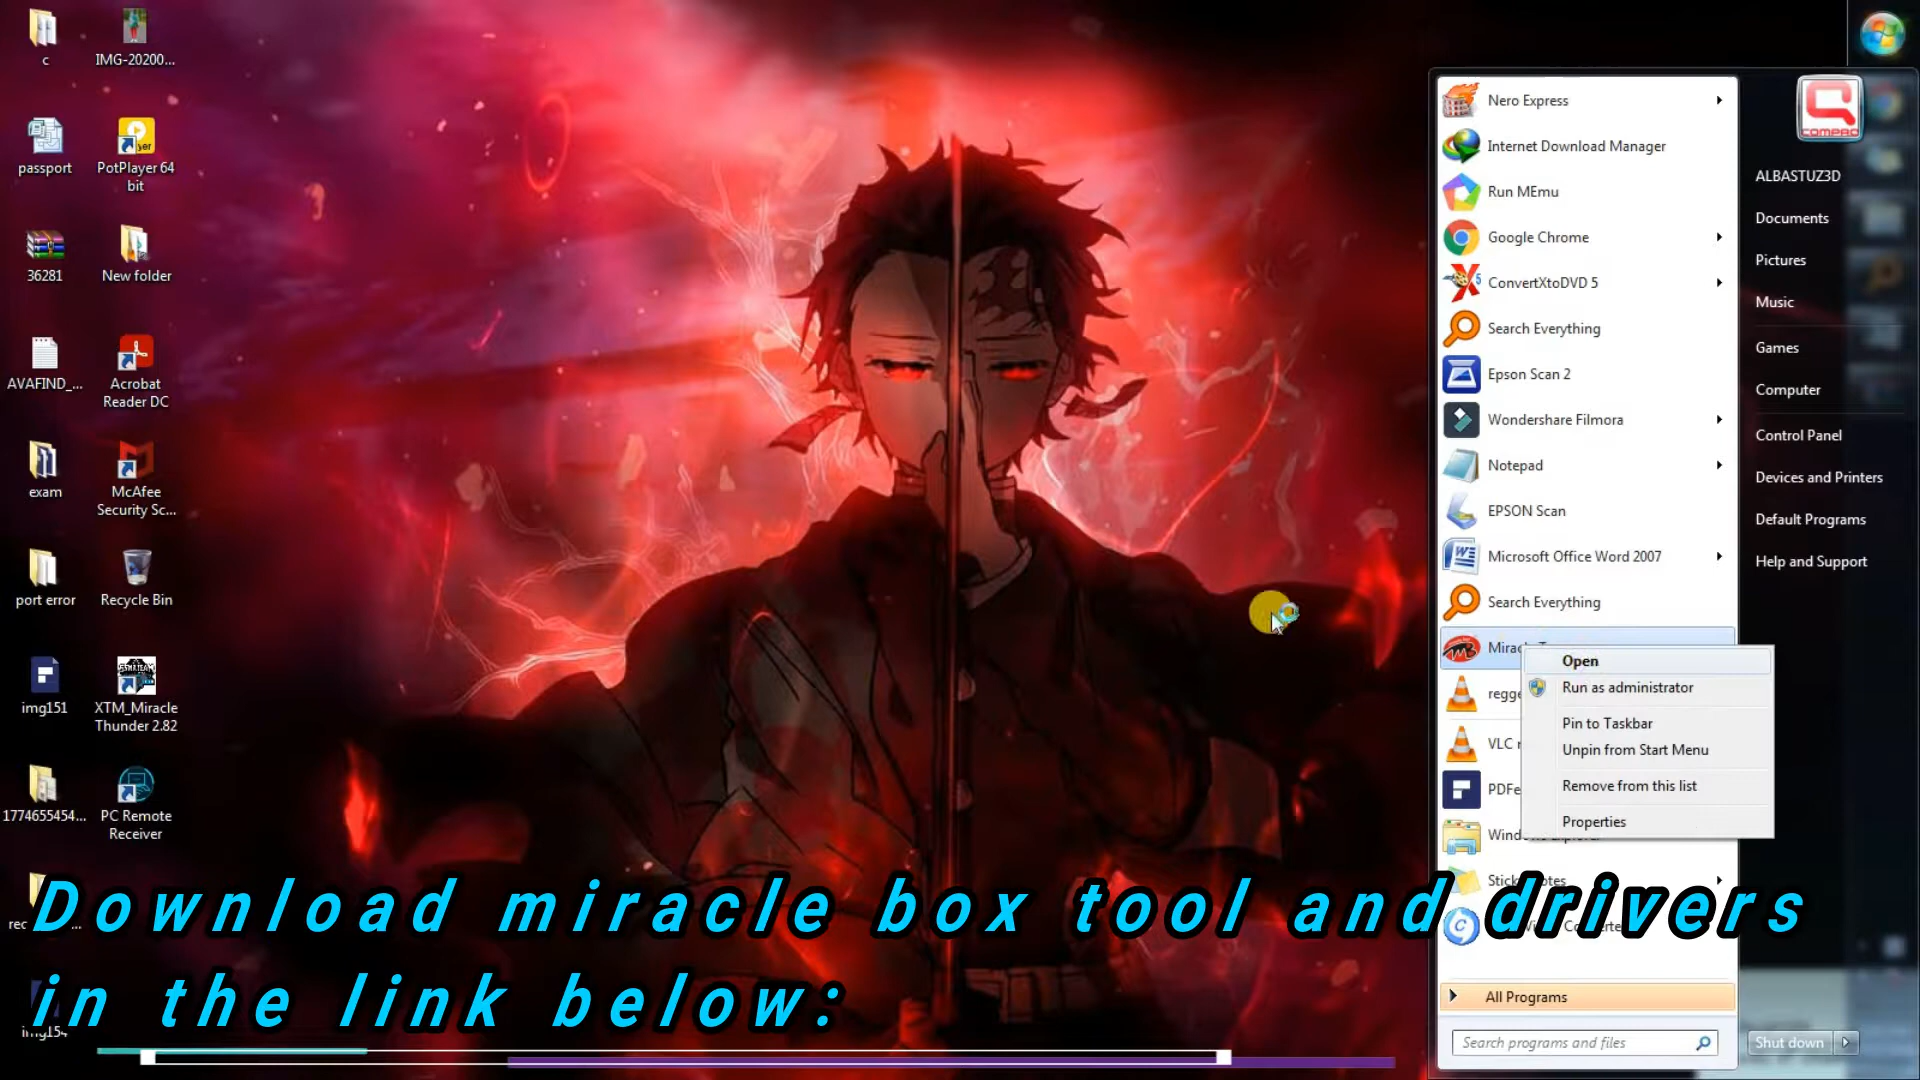 c
IMG-20200...
passport
PotPlayer 64
bit
36281
New folder
AVAFIND_...
Acrobat
Reader DC
exam
McAfee
Security Sc...
port error
Recycle Bin
img151
XTM_Miracle
Thunder 2.82
1774655454...
PC Remote
Receiver
rec
...
img154
Nero Express
Internet Download Manager
Run MEmu
Google Chrome
ConvertXtoDVD 5
Search Everything
Epson Scan 2
Wondershare Filmora
Notepad
EPSON Scan
Microsoft Office Word 2007
Search Everything
VLC
All Programs
Search programs and files
Open
Run as administrator
Pin to Taskbar
Unpin from Start Menu
Remove from this list
Properties
COMPAQ
ALBASTUZ3D
Documents
Pictures
Music
Games
Computer
Control Panel
Devices and Printers
Default Programs
Help and Support
Shut down
Download miracle box tool and drivers
in the link below: